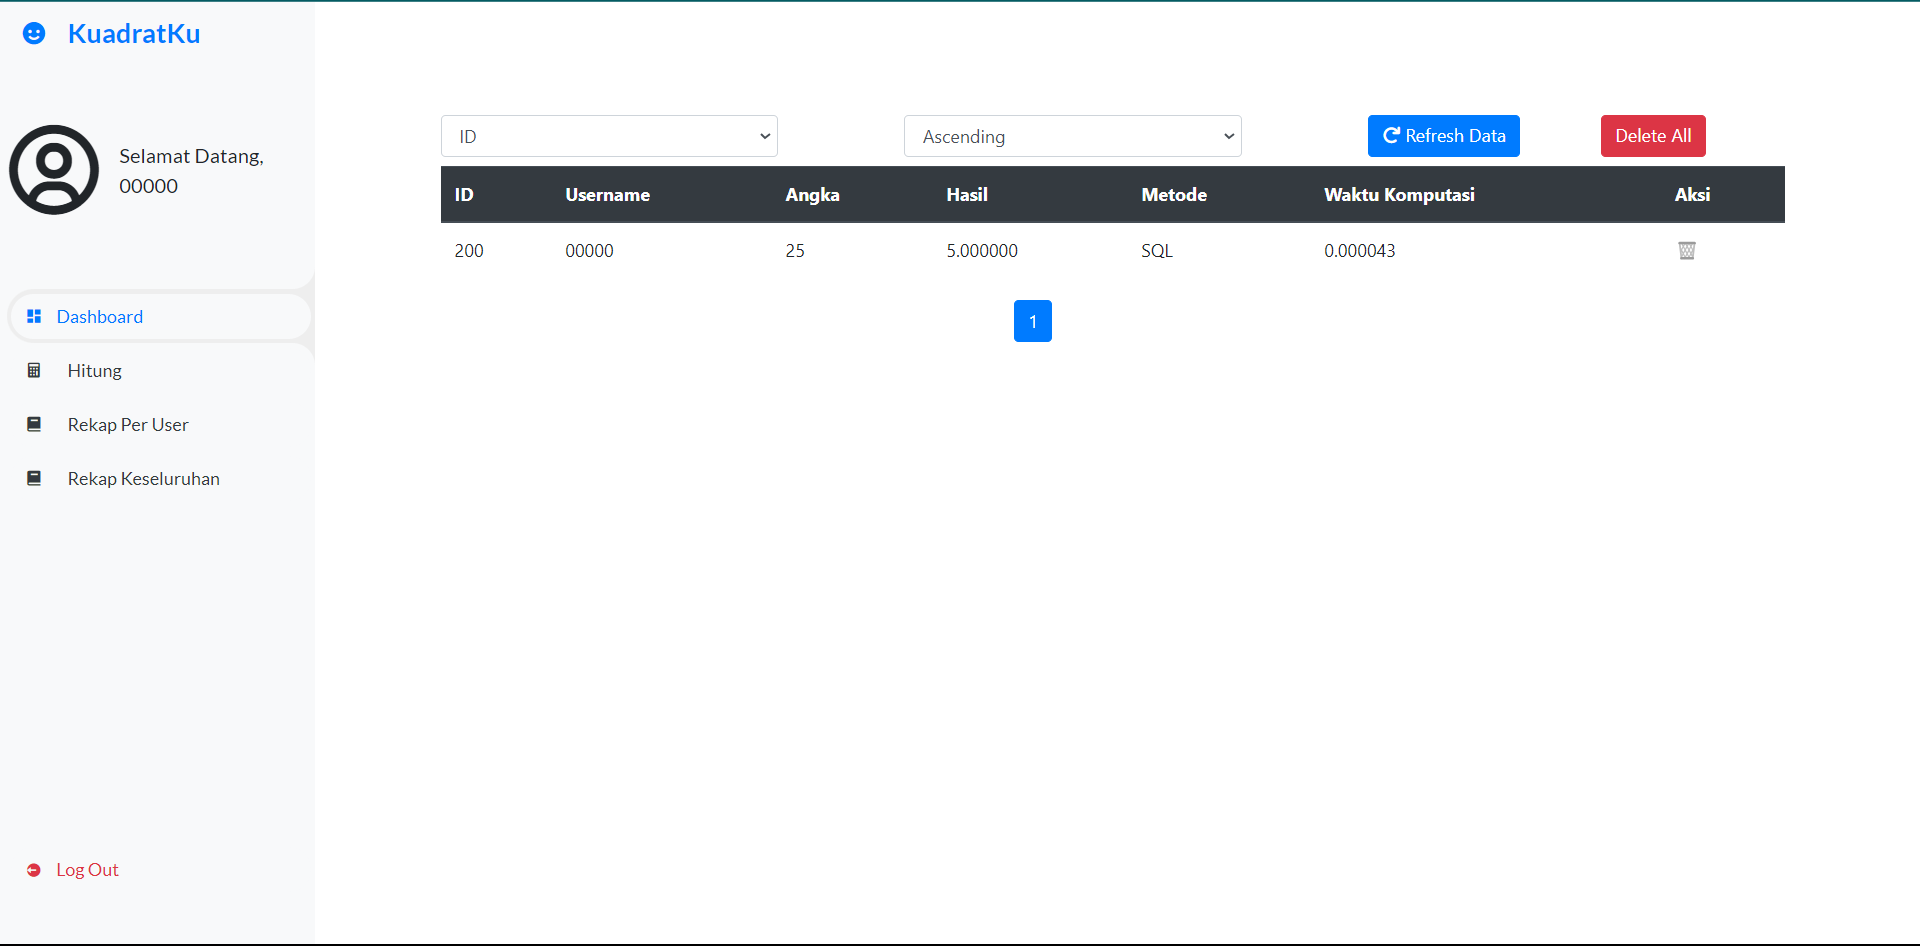 KuadratKu
Selamat Datang,
00000
Dashboard
Hitung
Rekap Per User
Rekap Keseluruhan
Log Out
ID Ascending Refresh Data Delete All
ID Username Angka Hasil Metode Waktu Komputasi Aksi
200 00000 25 5.000000 SQL 0.000043
1